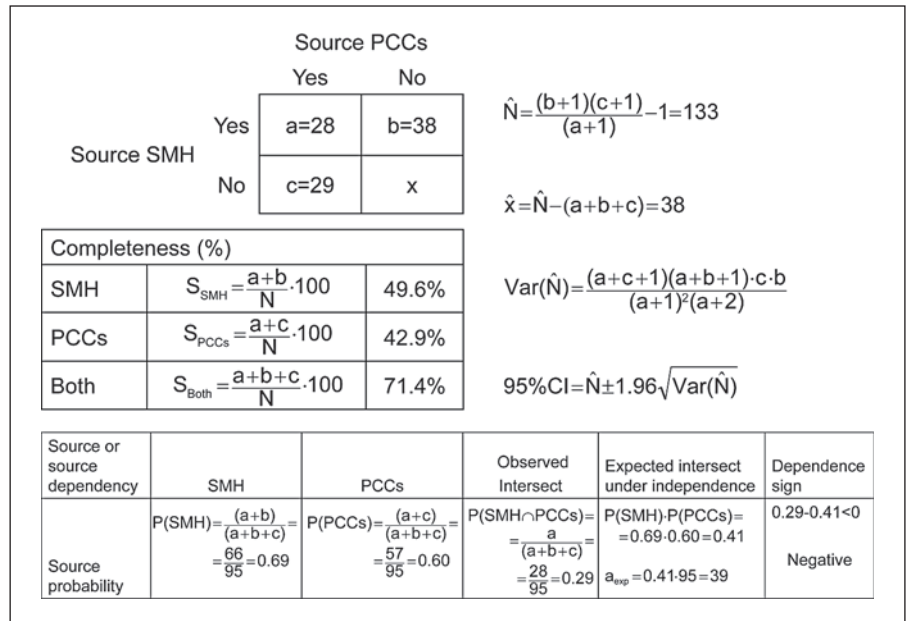 Source PCCs
Yes No
Yes a=28 b=38
Source SMH
No c=29 x
N̂=(b+1)(c+1)/(a+1)−1=133
x̂=N̂−(a+b+c)=38
Var(N̂)=(a+c+1)(a+b+1)·c·b/(a+1)²(a+2)
95%CI=N̂±1.96√Var(N̂)
Completeness (%)
SMH S_SMH=a+b/N·100 49.6%
PCCs S_PCCs=a+c/N·100 42.9%
Both S_Both=a+b+c/N·100 71.4%
Source or
source
dependency
SMH
PCCs
Observed
Intersect
Expected intersect
under independence
Dependence
sign
Source
probability
P(SMH)=(a+b)/(a+b+c)=
=66/95=0.69
P(PCCs)=(a+c)/(a+b+c)=
=57/95=0.60
P(SMH∩PCCs)=
=a/(a+b+c)=
=28/95=0.29
P(SMH)·P(PCCs)=
=0.69·0.60=0.41
a_exp=0.41·95=39
0.29-0.41<0
Negative